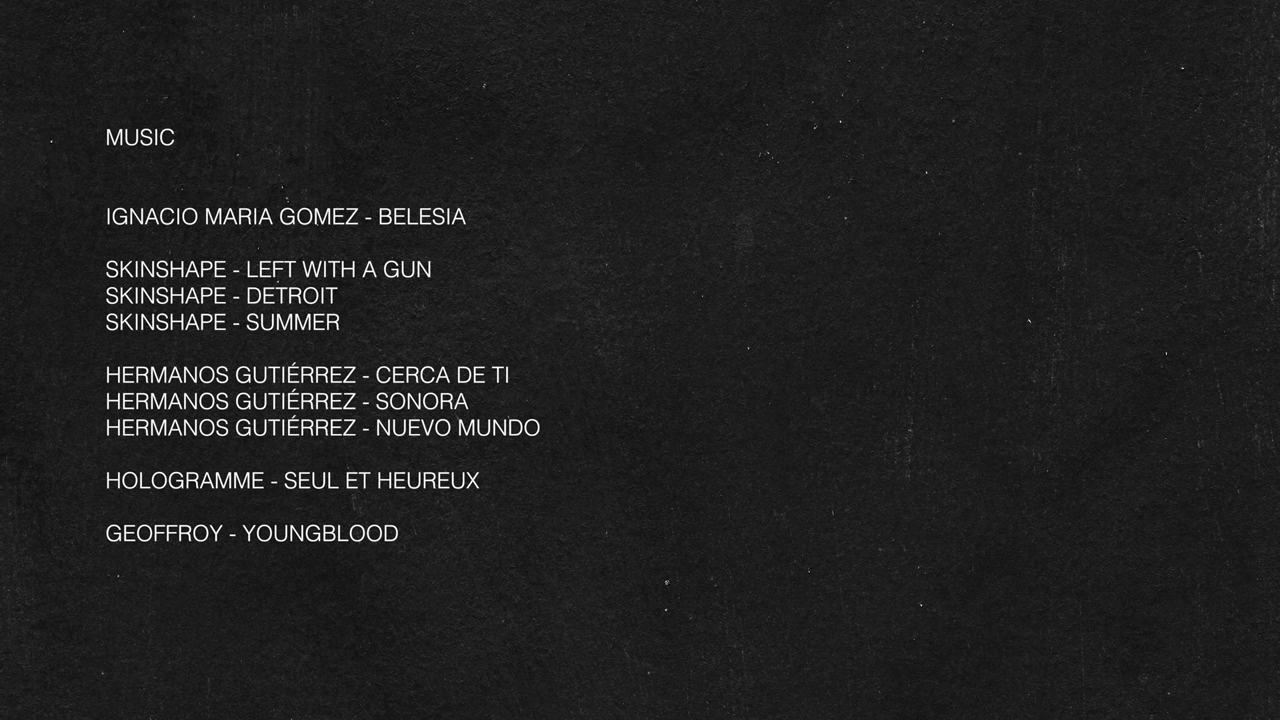 MUSIC
IGNACIO MARIA GOMEZ - BELESIA
SKINSHAPE - LEFT WITH A GUN
SKINSHAPE - DETROIT
SKINSHAPE - SUMMER
HERMANOS GUTIÉRREZ - CERCA DE TI
HERMANOS GUTIÉRREZ - SONORA
HERMANOS GUTIÉRREZ - NUEVO MUNDO
HOLOGRAMME - SEUL ET HEUREUX
GEOFFROY - YOUNGBLOOD